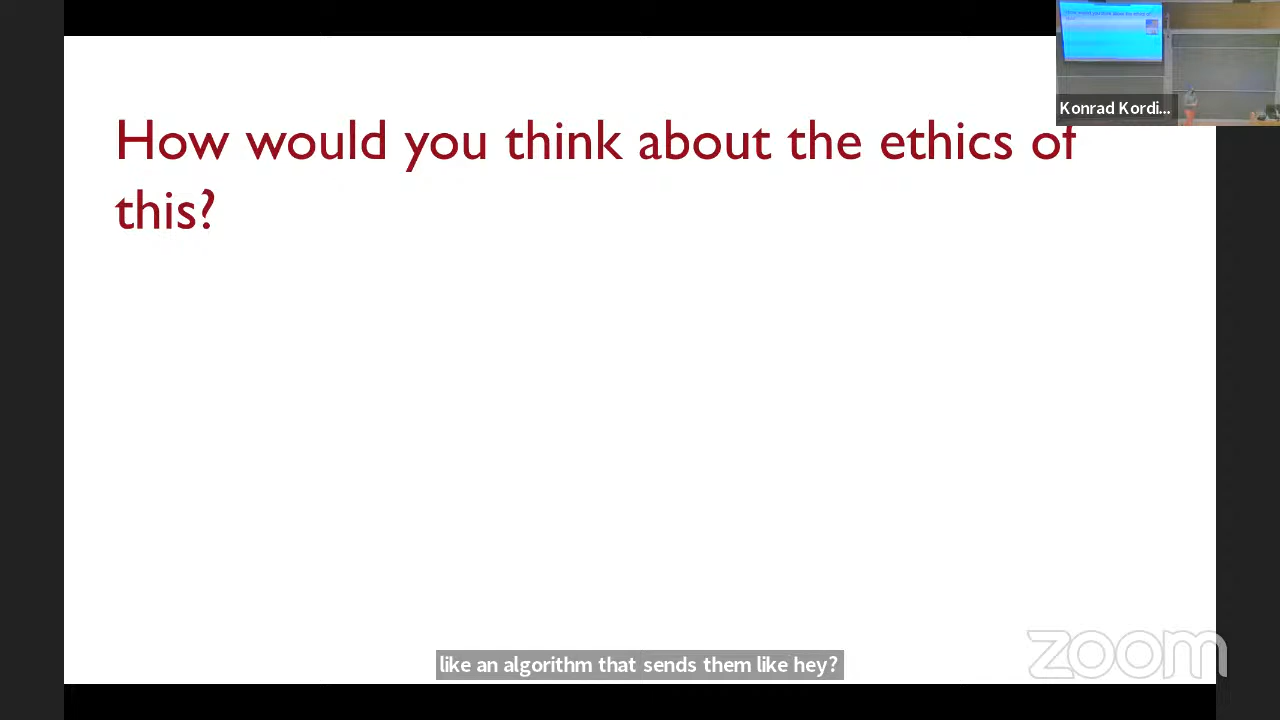 How would you think about the ethics of
this?
Konrad Kordi...
like an algorithm that sends them like hey?
zoom